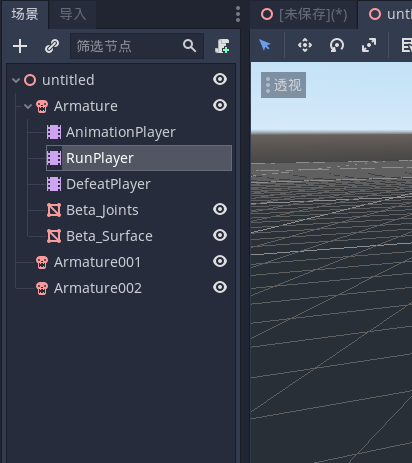 场景 导入
[未保存](*) unti
筛选节点
untitled
透视
Armature
AnimationPlayer
RunPlayer
DefeatPlayer
Beta_Joints
Beta_Surface
Armature001
Armature002